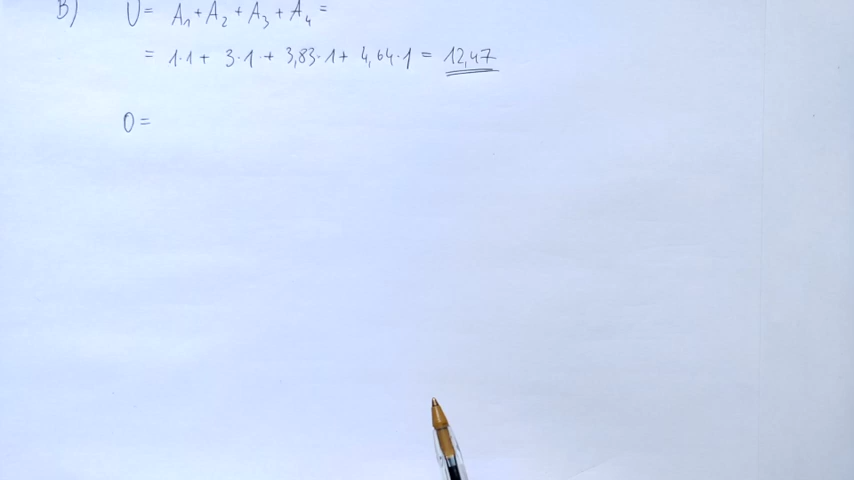 B) U = A₁ + A₂ + A₃ + A₄ =
= 1·1 + 3·1 + 3,83·1 + 4,64·1 = 12,47
O =